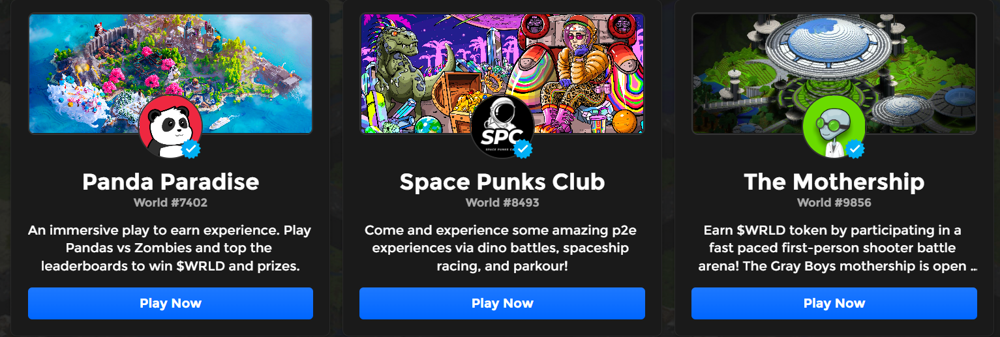 SPC
Panda Paradise
World #7402
An immersive play to earn experience. Play
Pandas vs Zombies and top the
leaderboards to win $WRLD and prizes.
Play Now
Space Punks Club
World #8493
Come and experience some amazing p2e
experiences via dino battles, spaceship
racing, and parkour!
Play Now
The Mothership
World #9856
Earn $WRLD token by participating in a
fast paced first-person shooter battle
arena! The Gray Boys mothership is open ...
Play Now